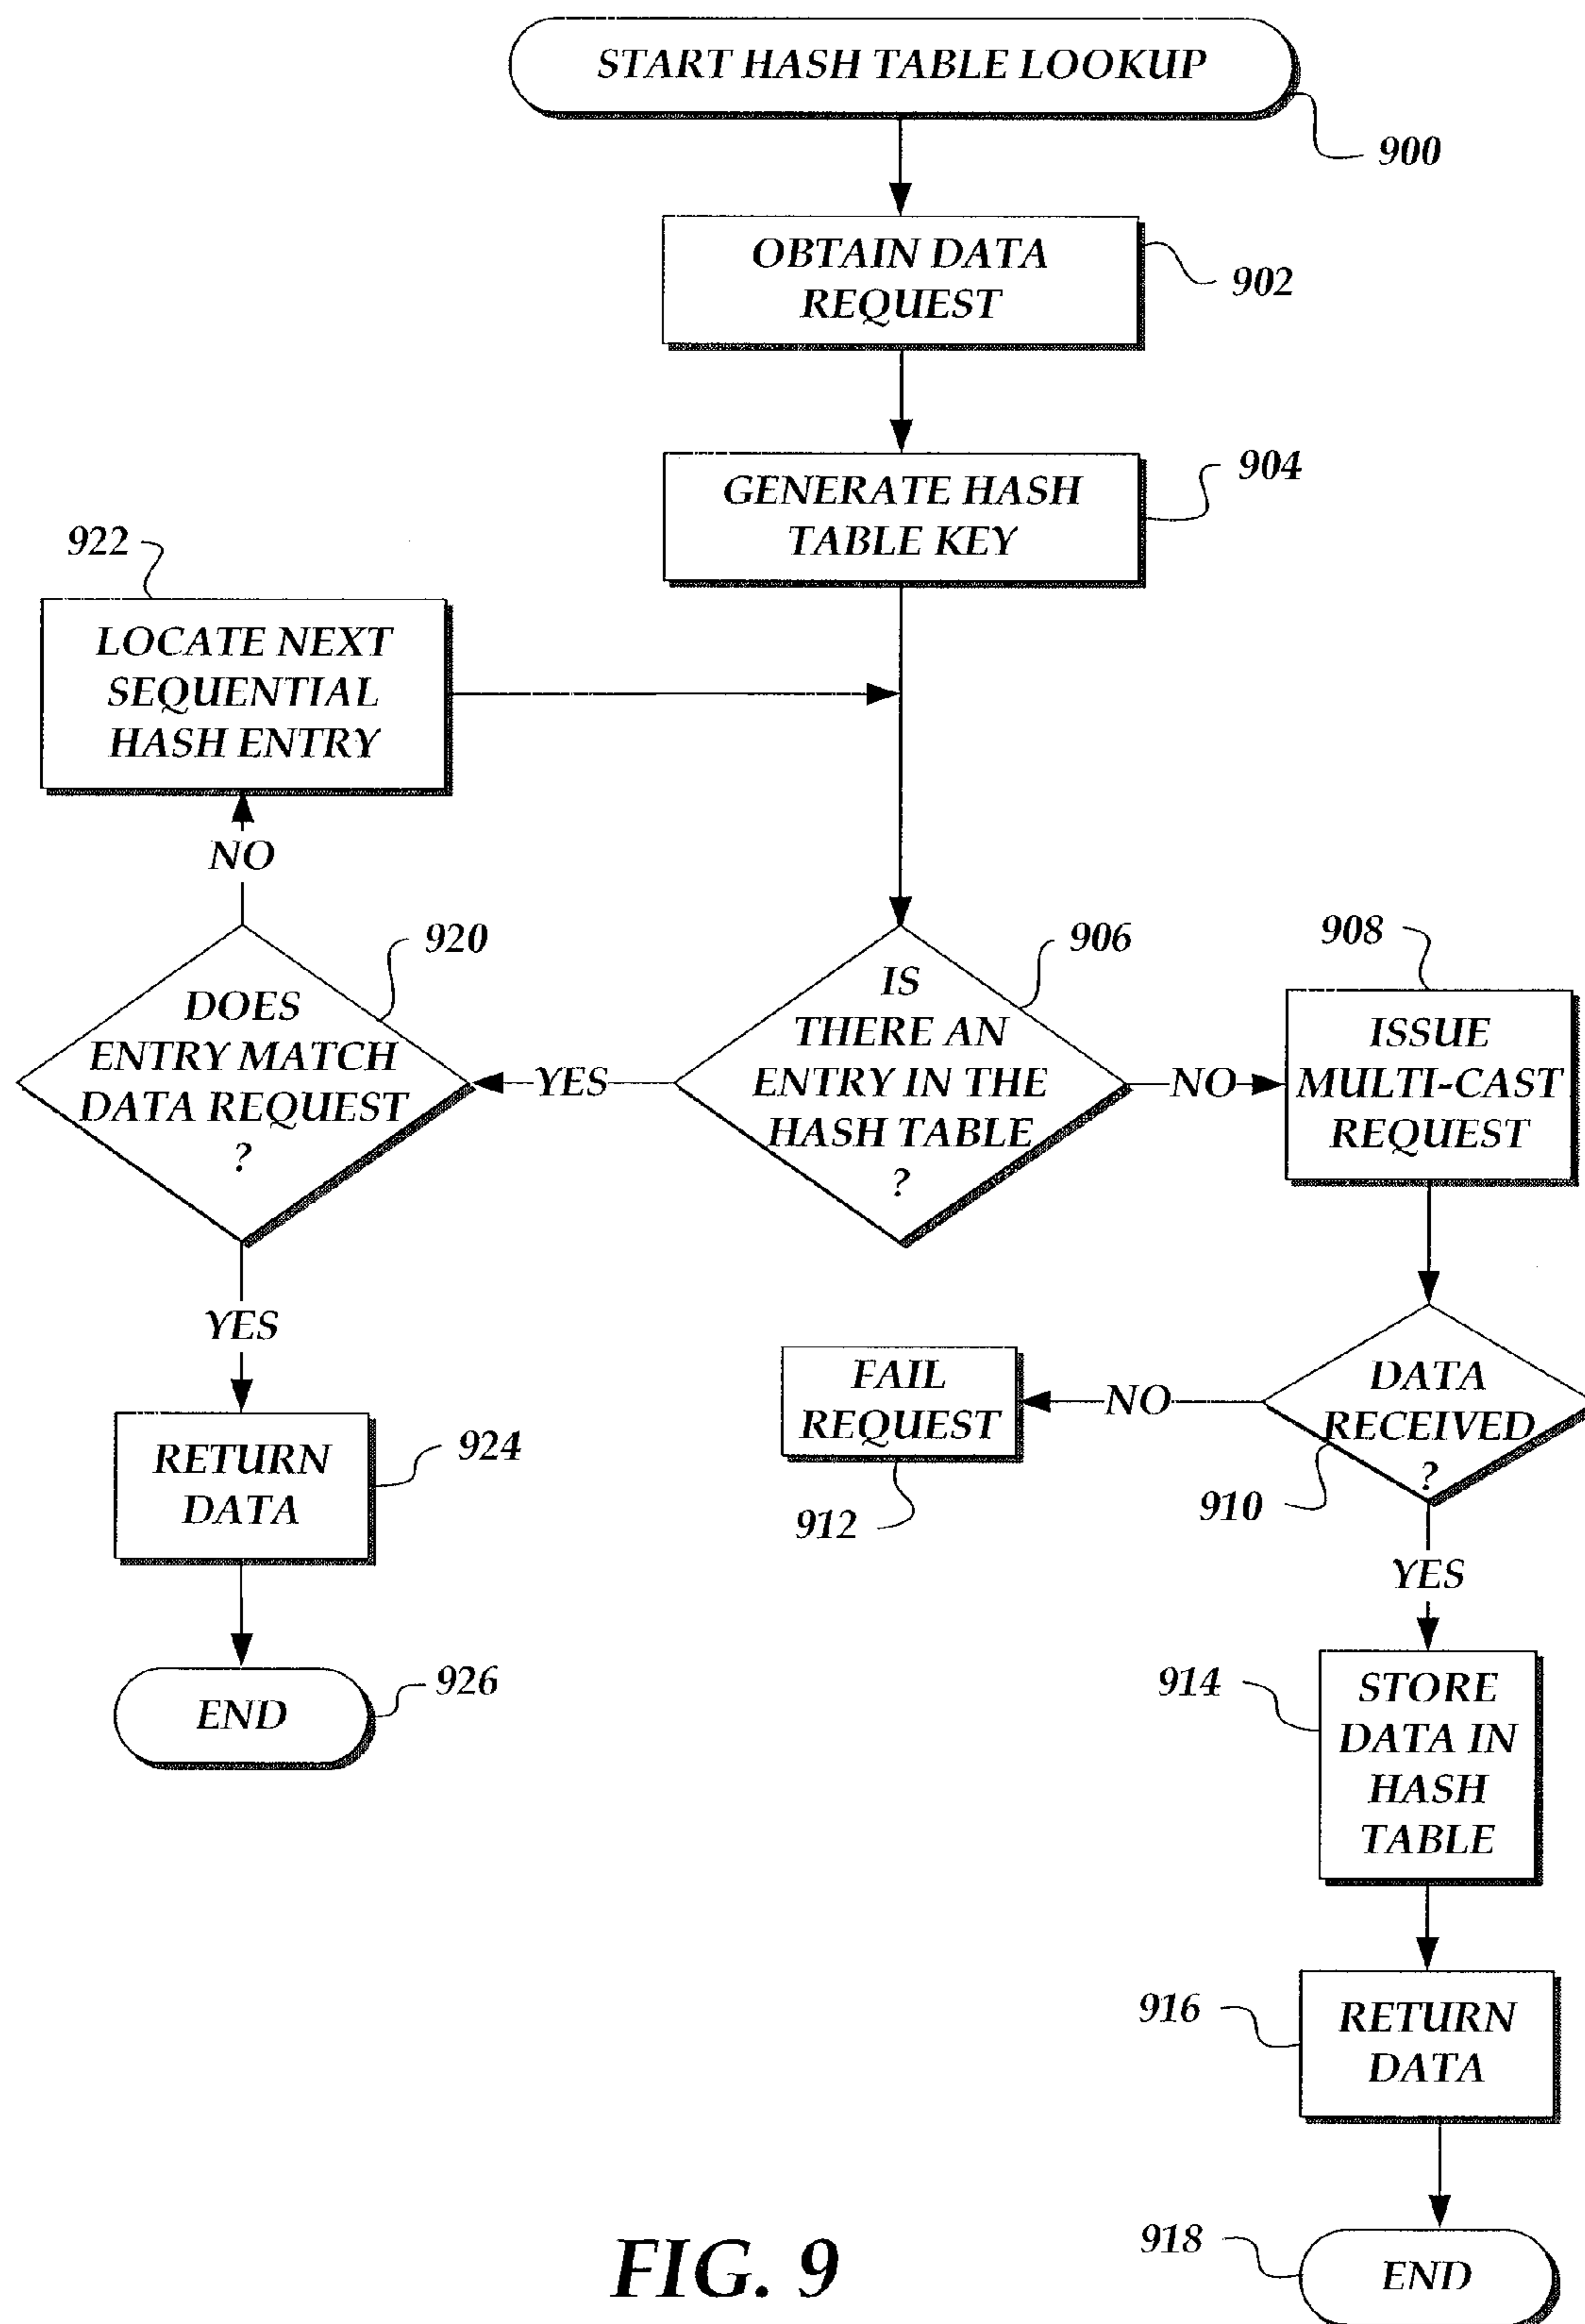 START HASH TABLE LOOKUP
900
OBTAIN DATA
REQUEST
902
GENERATE HASH
TABLE KEY
904
922
LOCATE NEXT
SEQUENTIAL
HASH ENTRY
NO
920
DOES
ENTRY MATCH
DATA REQUEST
?
YES
906
IS
THERE AN
ENTRY IN THE
HASH TABLE
?
NO
908
ISSUE
MULTI-CAST
REQUEST
YES
RETURN
DATA
924
END
926
FAIL
REQUEST
912
NO
DATA
RECEIVED
?
910
YES
914
STORE
DATA IN
HASH
TABLE
916
RETURN
DATA
918
END
FIG. 9